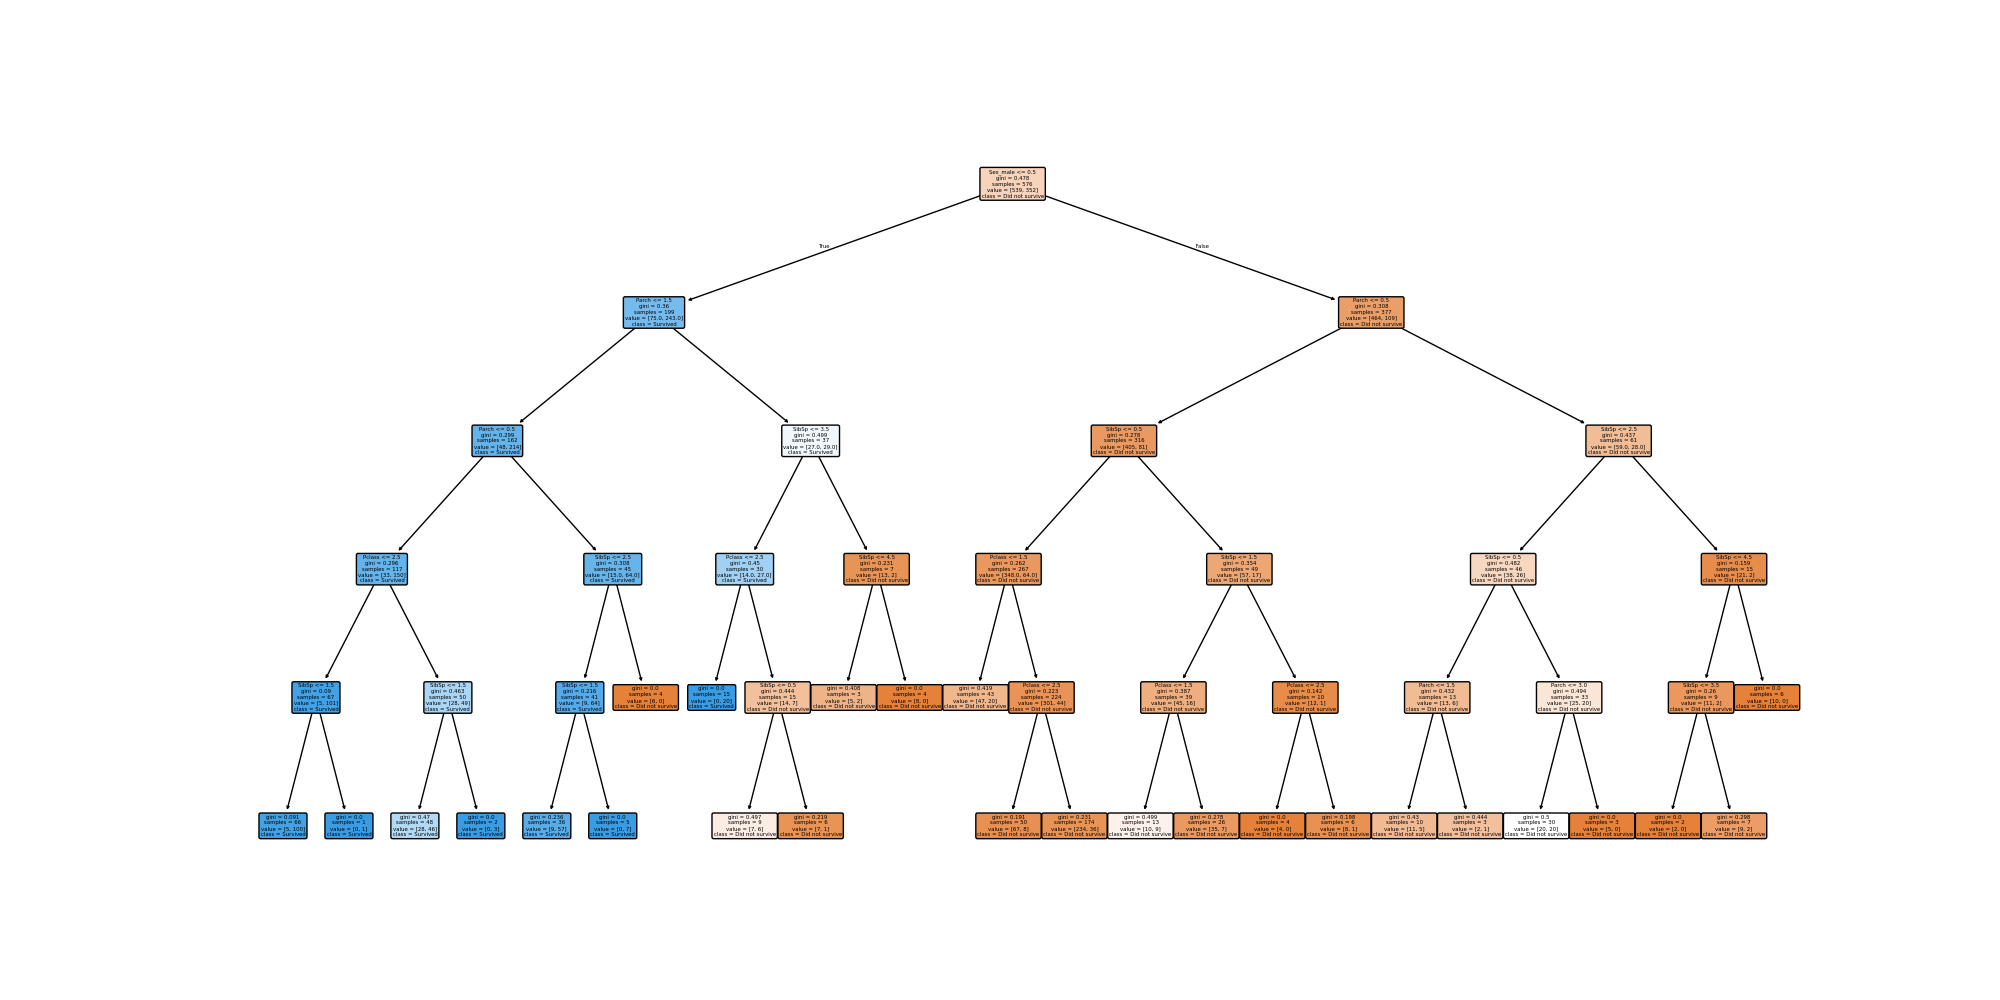 Sex_male <= 0.5
gini = 0.478
samples = 576
value = [539, 352]
class = Did not survive
True
False
Parch <= 1.5
gini = 0.36
samples = 199
value = [75.0, 243.0]
class = Survived
Parch <= 0.5
gini = 0.308
samples = 377
value = [464, 109]
class = Did not survive
Parch <= 0.5
gini = 0.299
samples = 162
value = [48, 214]
class = Survived
SibSp <= 3.5
gini = 0.499
samples = 37
value = [27.0, 29.0]
class = Survived
SibSp <= 0.5
gini = 0.278
samples = 316
value = [405, 81]
class = Did not survive
SibSp <= 2.5
gini = 0.437
samples = 61
value = [59.0, 28.0]
class = Did not survive
Pclass <= 2.5
gini = 0.296
samples = 117
value = [33, 150]
class = Survived
SibSp <= 2.5
gini = 0.308
samples = 45
value = [15.0, 64.0]
class = Survived
Pclass <= 2.5
gini = 0.45
samples = 30
value = [14.0, 27.0]
class = Survived
SibSp <= 4.5
gini = 0.231
samples = 7
value = [13, 2]
class = Did not survive
Pclass <= 1.5
gini = 0.262
samples = 267
value = [348.0, 64.0]
class = Did not survive
SibSp <= 1.5
gini = 0.354
samples = 49
value = [57, 17]
class = Did not survive
SibSp <= 0.5
gini = 0.482
samples = 46
value = [38, 26]
class = Did not survive
SibSp <= 4.5
gini = 0.159
samples = 15
value = [21, 2]
class = Did not survive
SibSp <= 1.5
gini = 0.09
samples = 67
value = [5, 101]
class = Survived
SibSp <= 1.5
gini = 0.463
samples = 50
value = [28, 49]
class = Survived
SibSp <= 1.5
gini = 0.216
samples = 41
value = [9, 64]
class = Survived
gini = 0.0
samples = 4
value = [6, 0]
class = Did not survive
gini = 0.0
samples = 15
value = [0, 20]
class = Survived
SibSp <= 0.5
gini = 0.444
samples = 15
value = [14, 7]
class = Did not survive
gini = 0.408
samples = 3
value = [5, 2]
class = Did not survive
gini = 0.0
samples = 4
value = [8, 0]
class = Did not survive
gini = 0.419
samples = 43
value = [47, 20]
class = Did not survive
Pclass <= 2.5
gini = 0.223
samples = 224
value = [301, 44]
class = Did not survive
Pclass <= 1.5
gini = 0.387
samples = 39
value = [45, 16]
class = Did not survive
Pclass <= 2.5
gini = 0.142
samples = 10
value = [12, 1]
class = Did not survive
Parch <= 1.5
gini = 0.432
samples = 13
value = [13, 6]
class = Did not survive
Parch <= 3.0
gini = 0.494
samples = 33
value = [25, 20]
class = Did not survive
SibSp <= 3.5
gini = 0.26
samples = 9
value = [11, 2]
class = Did not survive
gini = 0.0
samples = 6
value = [10, 0]
class = Did not survive
gini = 0.091
samples = 66
value = [5, 100]
class = Survived
gini = 0.0
samples = 1
value = [0, 1]
class = Survived
gini = 0.47
samples = 48
value = [28, 46]
class = Survived
gini = 0.0
samples = 2
value = [0, 3]
class = Survived
gini = 0.236
samples = 36
value = [9, 57]
class = Survived
gini = 0.0
samples = 5
value = [0, 7]
class = Survived
gini = 0.497
samples = 9
value = [7, 6]
class = Did not survive
gini = 0.219
samples = 6
value = [7, 1]
class = Did not survive
gini = 0.191
samples = 50
value = [67, 8]
class = Did not survive
gini = 0.231
samples = 174
value = [234, 36]
class = Did not survive
gini = 0.499
samples = 13
value = [10, 9]
class = Did not survive
gini = 0.278
samples = 26
value = [35, 7]
class = Did not survive
gini = 0.0
samples = 4
value = [4, 0]
class = Did not survive
gini = 0.198
samples = 6
value = [8, 1]
class = Did not survive
gini = 0.43
samples = 10
value = [11, 5]
class = Did not survive
gini = 0.444
samples = 3
value = [2, 1]
class = Did not survive
gini = 0.5
samples = 30
value = [20, 20]
class = Did not survive
gini = 0.0
samples = 3
value = [5, 0]
class = Did not survive
gini = 0.0
samples = 2
value = [2, 0]
class = Did not survive
gini = 0.298
samples = 7
value = [9, 2]
class = Did not survive